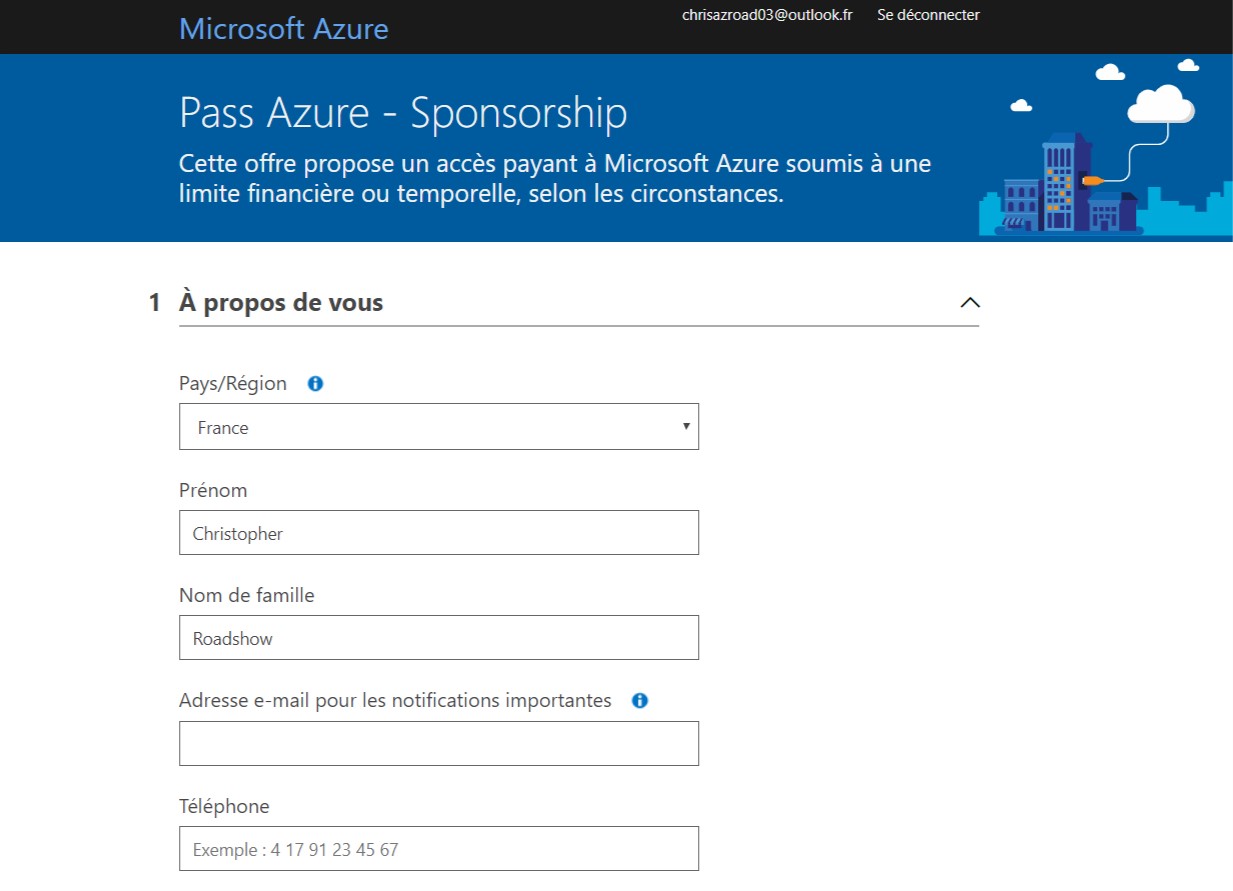 Microsoft Azure
chrisazroad03@outlook.fr Se déconnecter
Pass Azure - Sponsorship
Cette offre propose un accès payant à Microsoft Azure soumis à une
limite financière ou temporelle, selon les circonstances.
1 À propos de vous
Pays/Région
France
Prénom
Christopher
Nom de famille
Roadshow
Adresse e-mail pour les notifications importantes
Téléphone
Exemple : 4 17 91 23 45 67